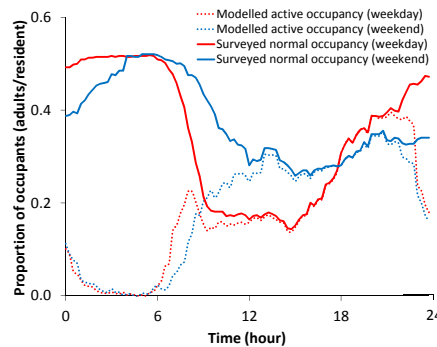 Modelled active occupancy (weekday)
Modelled active occupancy (weekend)
Surveyed normal occupancy (weekday)
Surveyed normal occupancy (weekend)
Proportion of occupants (adults/resident)
0.6
0.4
0.2
0.0
0 6 12 18 24
Time (hour)